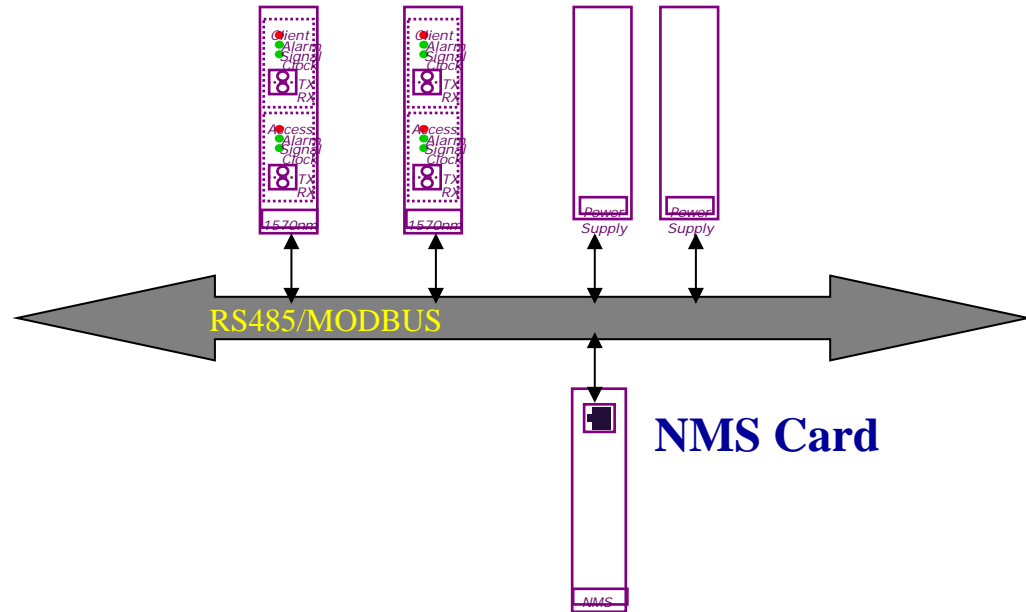 Client
Alarm
Signal
Clock
TX
RX
Access
Alarm
Signal
Clock
TX
RX
1570nm
Client
Alarm
Signal
Clock
TX
RX
Access
Alarm
Signal
Clock
TX
RX
1570nm
Power
Supply
Power
Supply
RS485/MODBUS
NMS Card
NMS